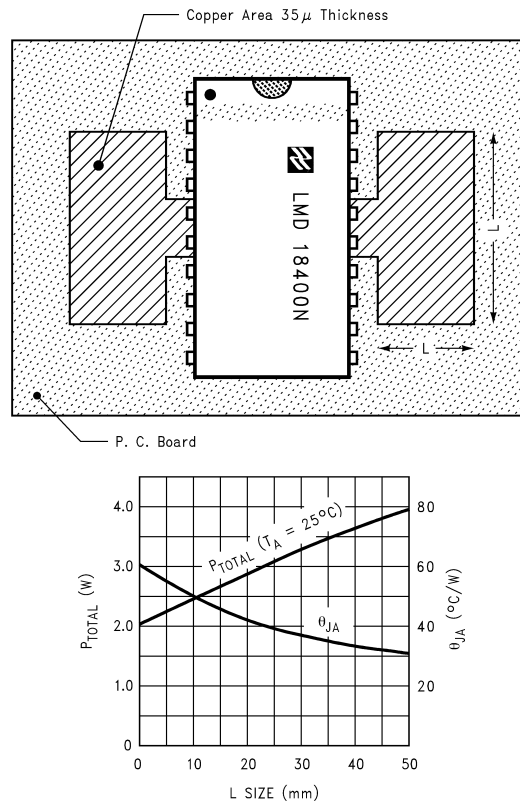 Copper Area 35μ Thickness
LMD 18400N
L
L
P. C. Board
4.0
3.0
2.0
1.0
0
P_TOTAL (W)
P_TOTAL (T_A = 25°C)
θ_JA
80
60
40
20
θ_JA (°C/W)
0 10 20 30 40 50
L SIZE (mm)